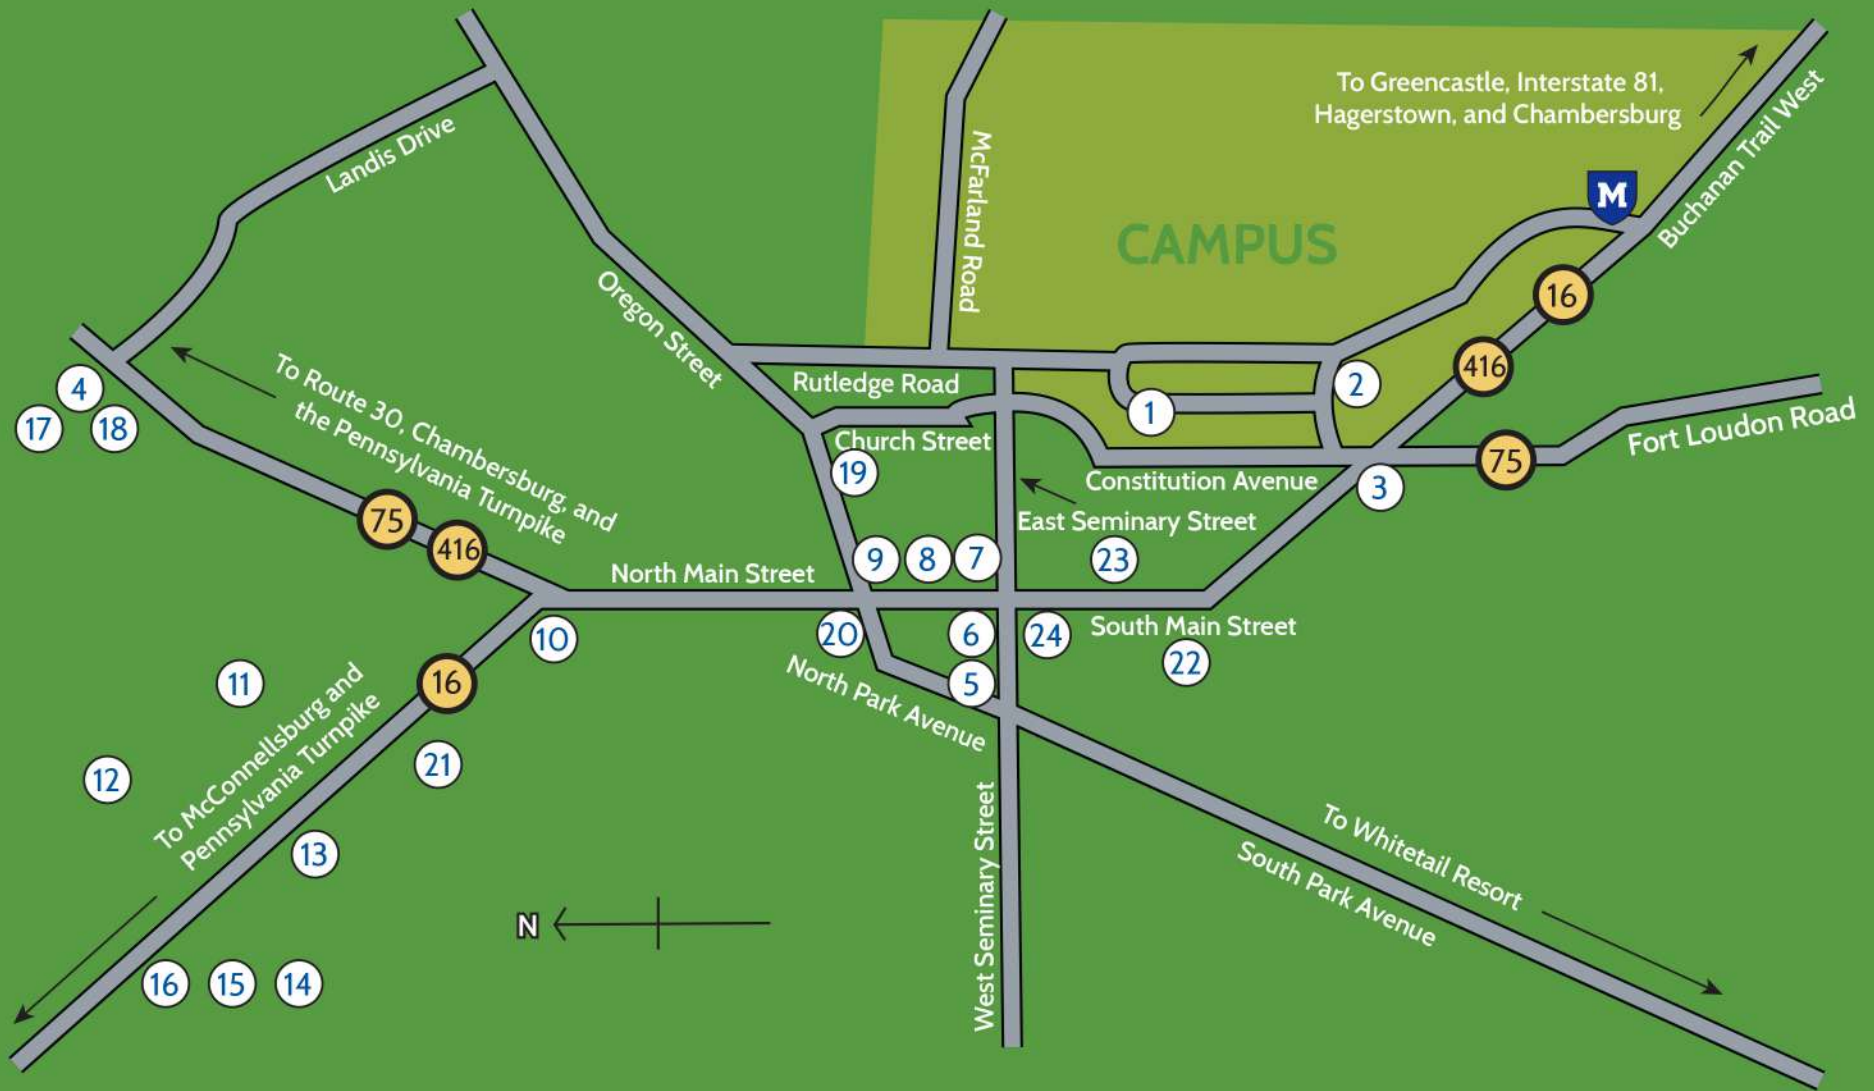 To Greencastle, Interstate 81,
Hagerstown, and Chambersburg
Buchanan Trail West
Landis Drive
McFarland Road
M
CAMPUS
Oregon Street
16
416
To Route 30, Chambersburg, and
the Pennsylvania Turnpike
Rutledge Road
2
4
17
18
1
Church Street
19
Fort Loudon Road
75
Constitution Avenue
3
East Seminary Street
75
416
9
8
7
23
North Main Street
10
20
6
24
South Main Street
22
North Park Avenue
5
11
16
To McConnellsburg and
Pennsylvania Turnpike
12
21
13
West Seminary Street
To Whitetail Resort
South Park Avenue
N
16
15
14